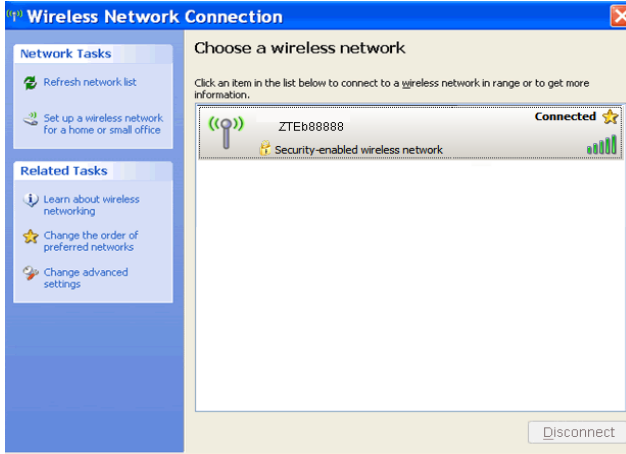 Wireless Network Connection
Network Tasks
Refresh network list
Set up a wireless network
for a home or small office
Related Tasks
Learn about wireless
networking
Change the order of
preferred networks
Change advanced
settings
Choose a wireless network
Click an item in the list below to connect to a wireless network in range or to get more
information.
ZTEb88888
Connected
Security-enabled wireless network
Disconnect